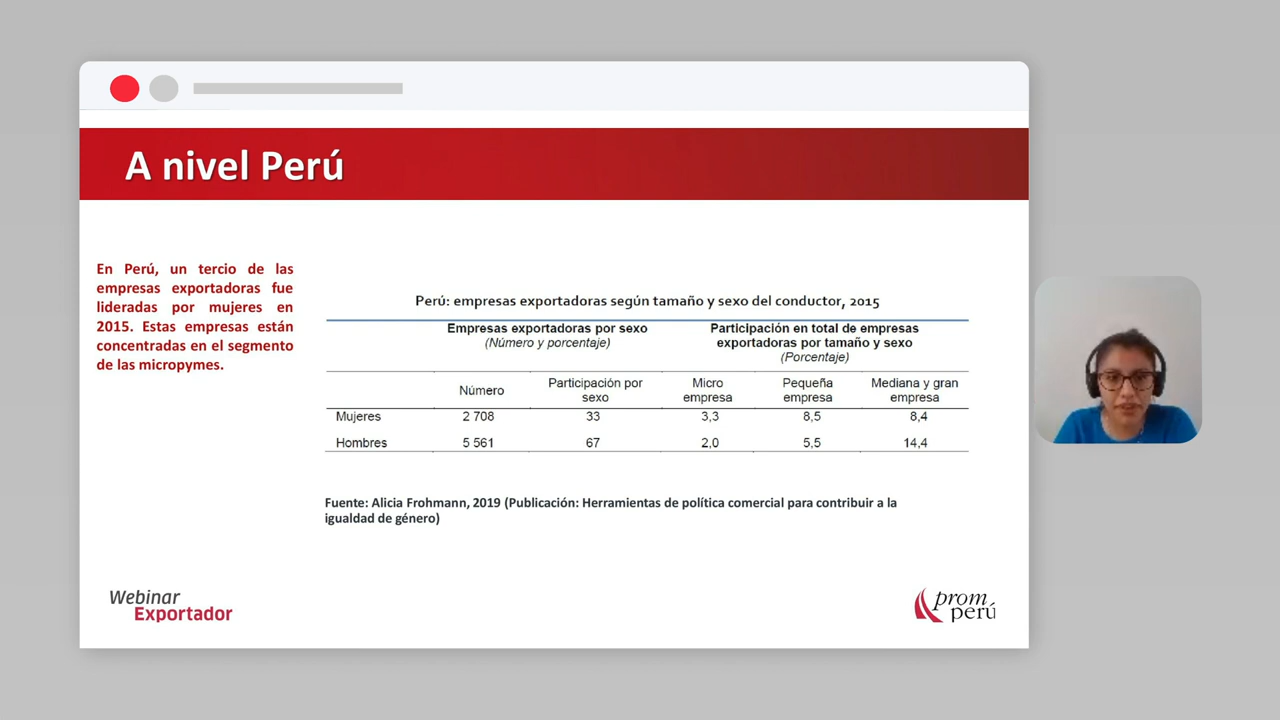 A nivel Perú
En Perú, un tercio de las
empresas exportadoras fue
lideradas por mujeres en
2015. Estas empresas están
concentradas en el segmento
de las micropymes.
Perú: empresas exportadoras según tamaño y sexo del conductor, 2015
Empresas exportadoras por sexo
(Número y porcentaje)
Participación en total de empresas
exportadoras por tamaño y sexo
(Porcentaje)
Número
Participación por
sexo
Micro
empresa
Pequeña
empresa
Mediana y gran
empresa
Mujeres 2 708 33 3,3 8,5 8,4
Hombres 5 561 67 2,0 5,5 14,4
Fuente: Alicia Frohmann, 2019 (Publicación: Herramientas de política comercial para contribuir a la
igualdad de género)
Webinar
Exportador
prom
perú